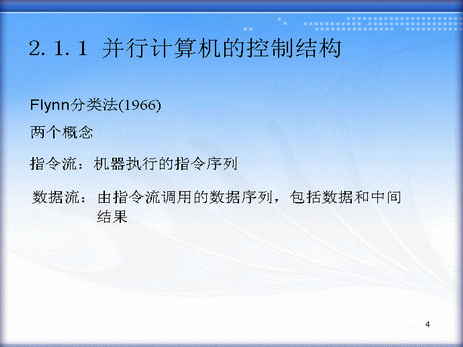 2.1.1 并行计算机的控制结构
Flynn分类法(1966)
两个概念
指令流：机器执行的指令序列
数据流：由指令流调用的数据序列，包括数据和中间
结果
4